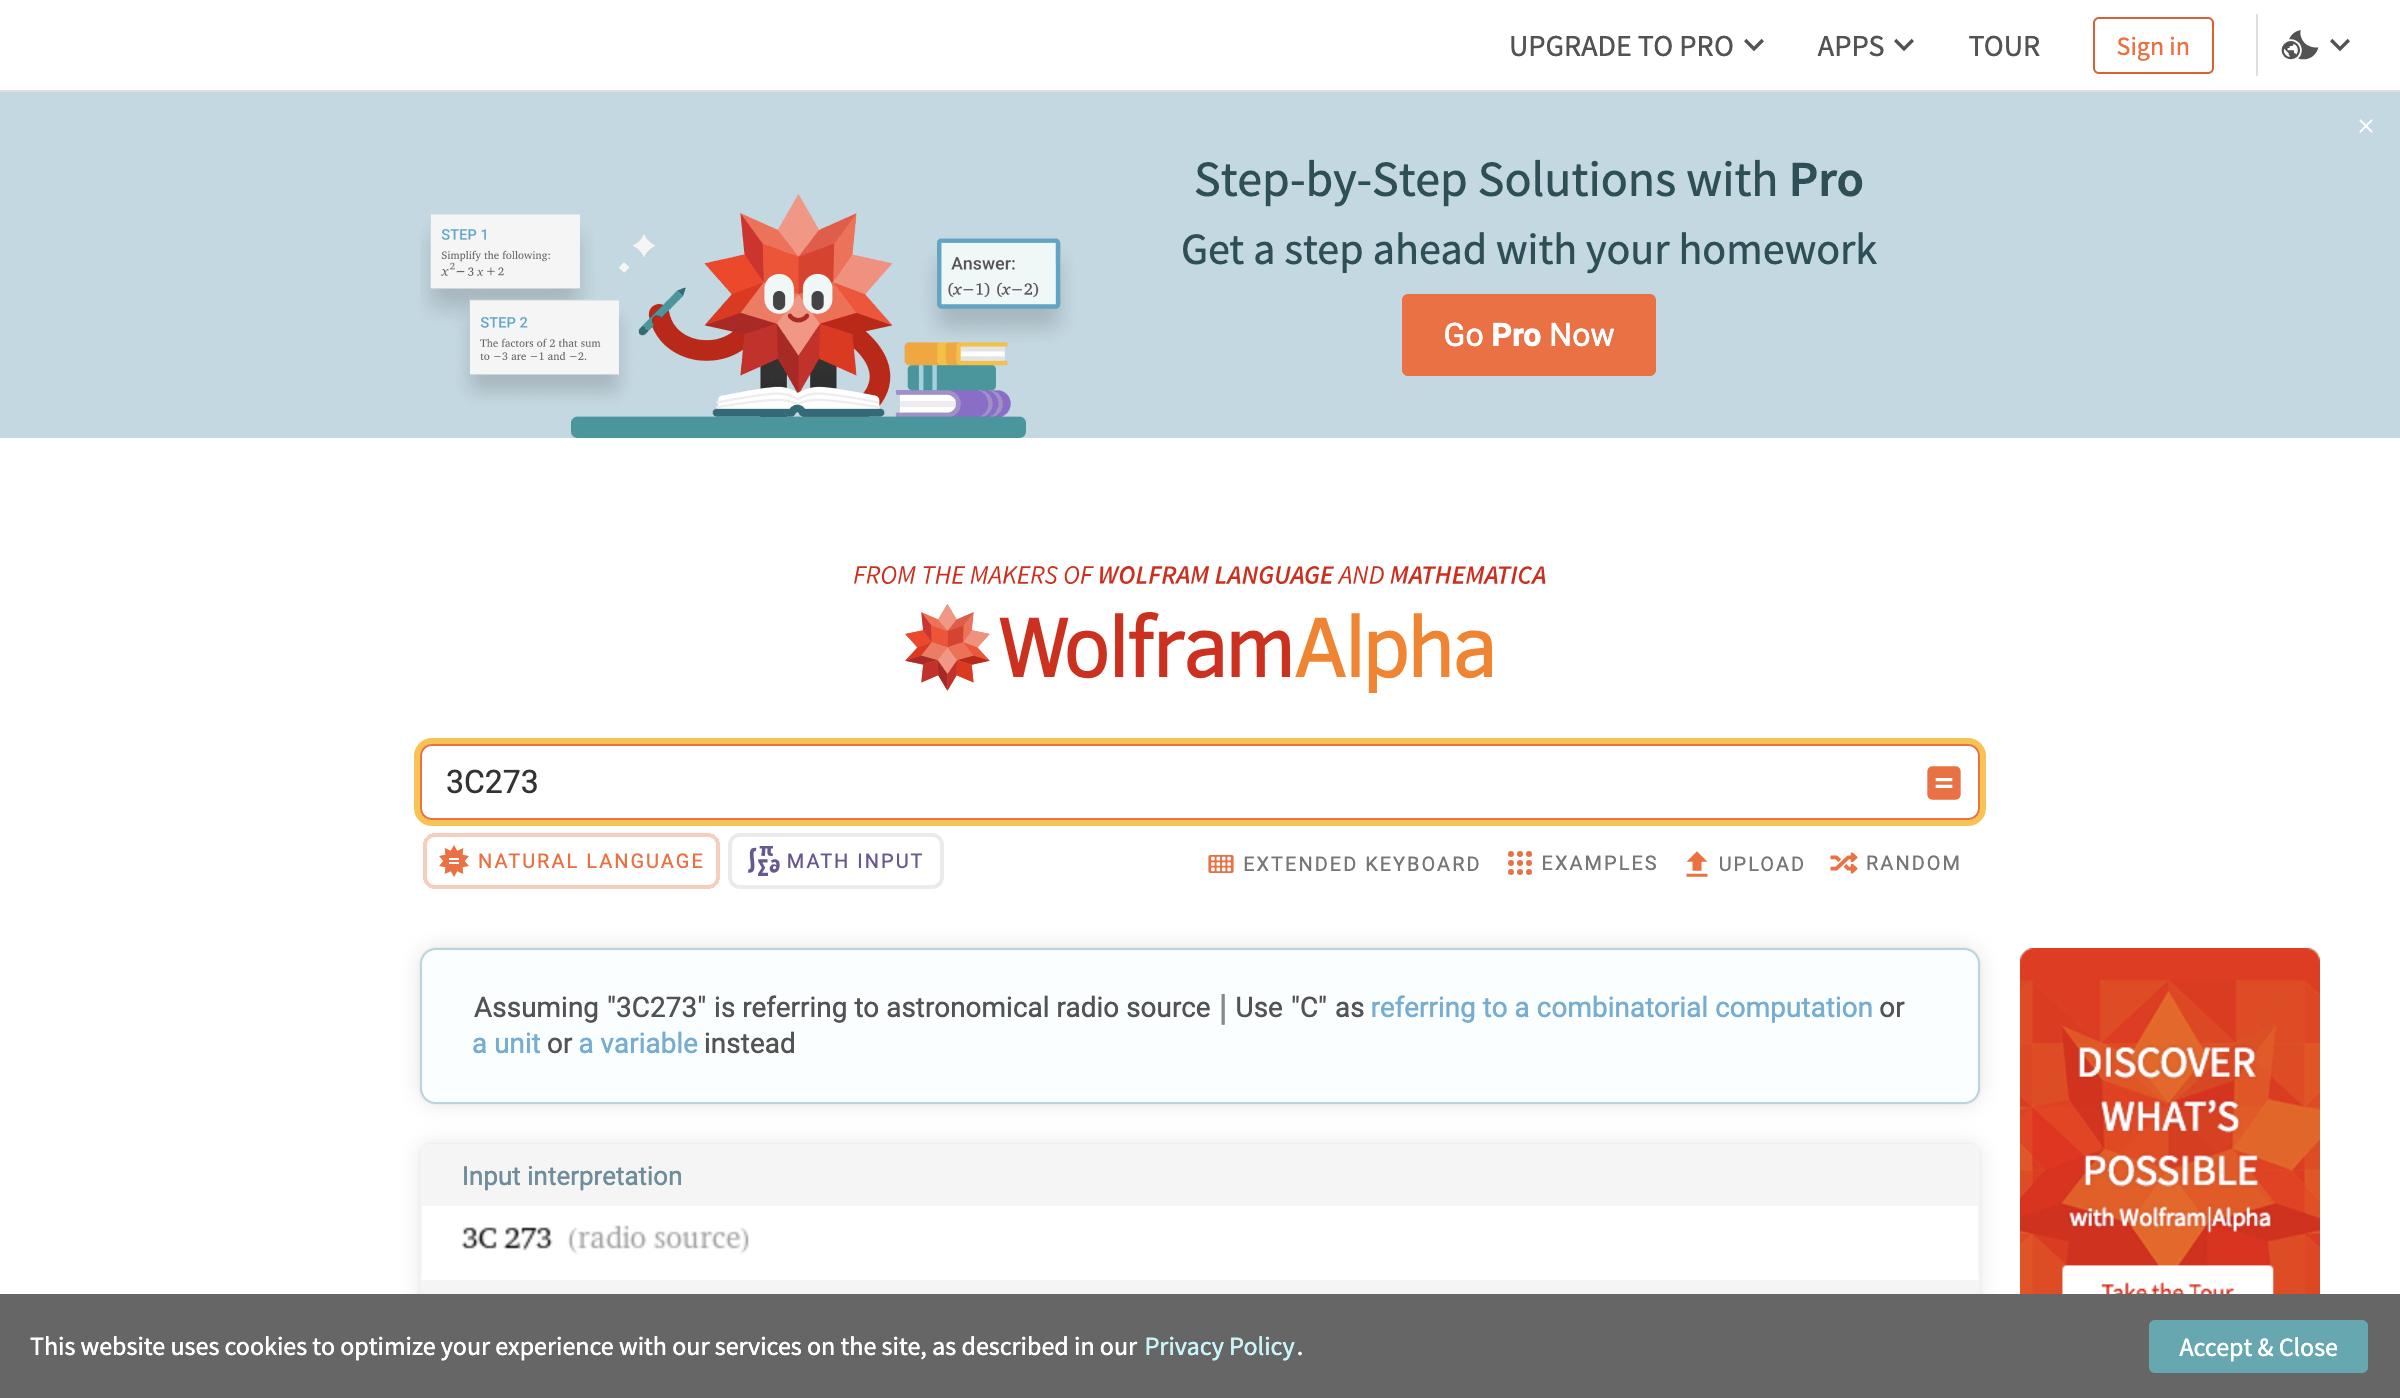 UPGRADE TO PRO
APPS
TOUR
Sign in
Step-by-Step Solutions with Pro
Get a step ahead with your homework
Go Pro Now
STEP 1
Simplify the following:
x²− 3 x + 2
STEP 2
The factors of 2 that sum
to −3 are −1 and −2.
Answer:
(x−1) (x−2)
FROM THE MAKERS OF WOLFRAM LANGUAGE AND MATHEMATICA
WolframAlpha
3C273
=
NATURAL LANGUAGE
∫π Σ∂ MATH INPUT
EXTENDED KEYBOARD
EXAMPLES
UPLOAD
RANDOM
Assuming "3C273" is referring to astronomical radio source | Use "C" as referring to a combinatorial computation or
a unit or a variable instead
Input interpretation
3C 273 (radio source)
DISCOVER
WHAT’S
POSSIBLE
with Wolfram|Alpha
Take the Tour
This website uses cookies to optimize your experience with our services on the site, as described in our Privacy Policy.
Accept & Close